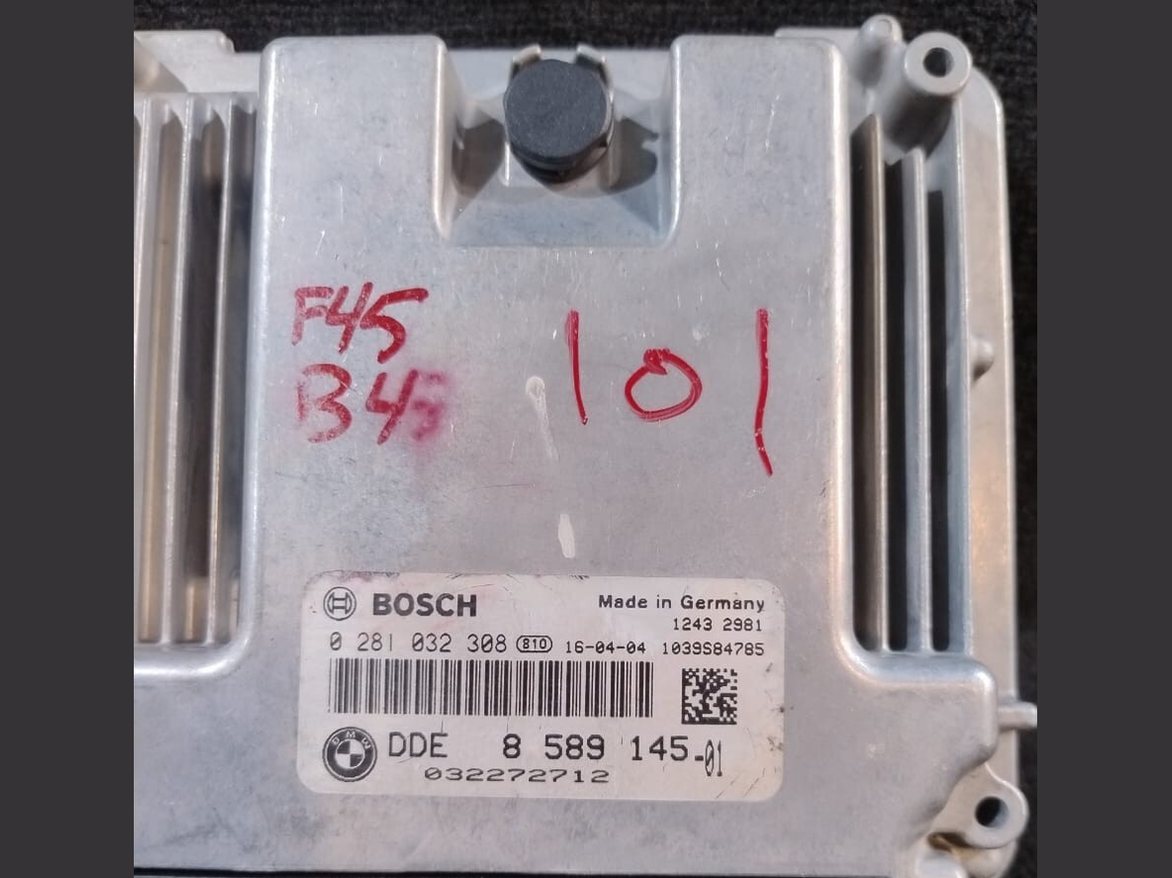 F45
B4
101
BOSCH
Made in Germany
1243 2981
0 281 032 308 810 16-04-04 1039S84785
BMW
DDE 8 589 145-01
032272712